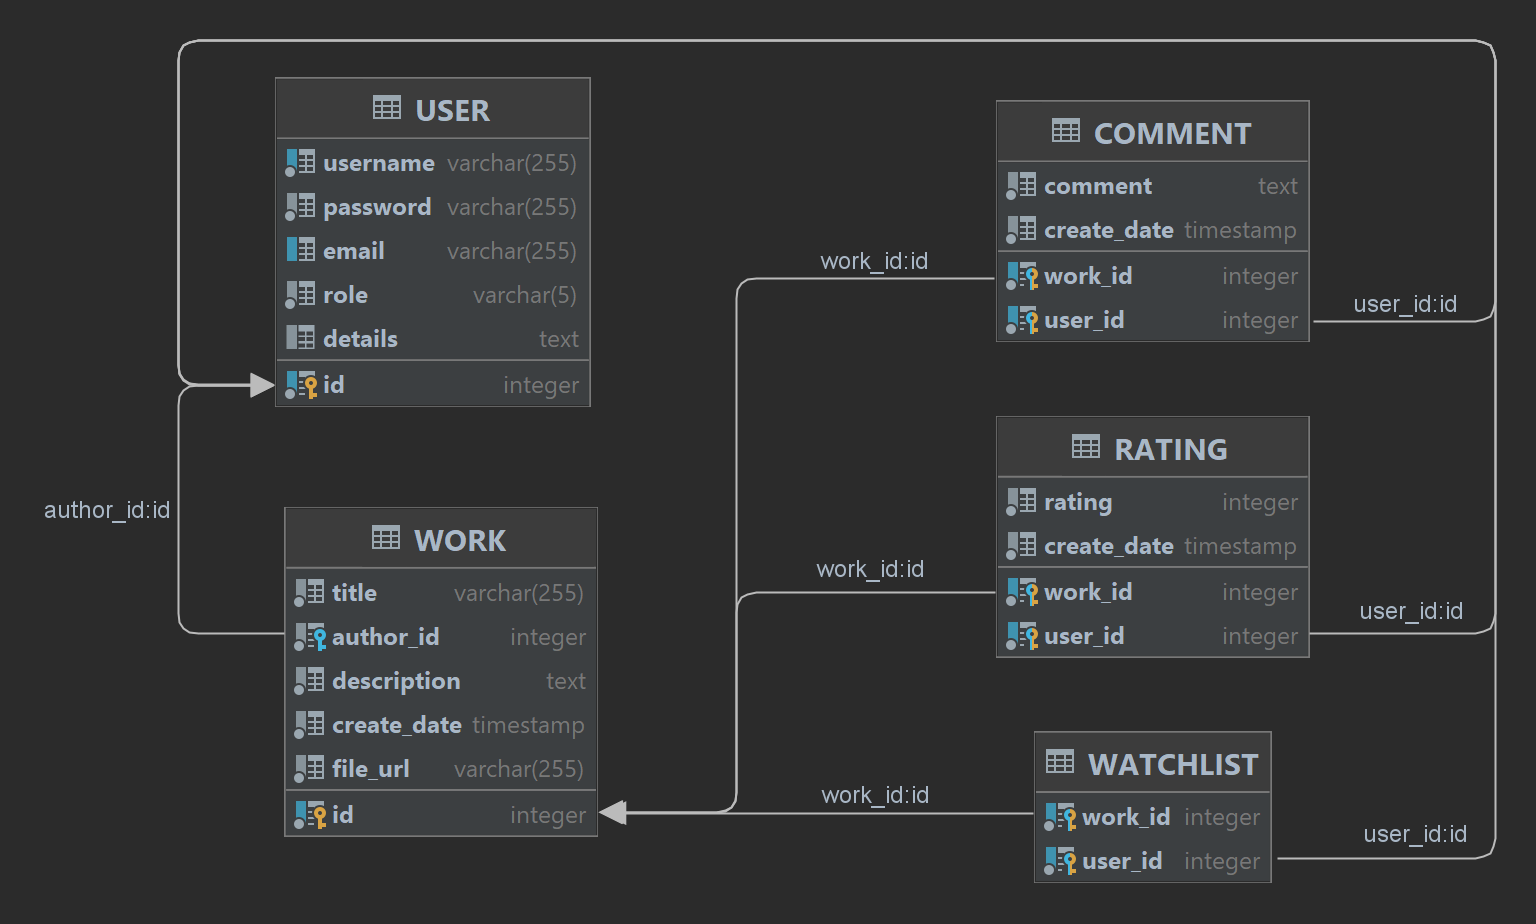 USER
username varchar(255)
password varchar(255)
email varchar(255)
role varchar(5)
details text
id integer
author_id:id
WORK
title varchar(255)
author_id integer
description text
create_date timestamp
file_url varchar(255)
id integer
work_id:id
work_id:id
work_id:id
COMMENT
comment text
create_date timestamp
work_id integer
user_id integer
user_id:id
RATING
rating integer
create_date timestamp
work_id integer
user_id integer
user_id:id
WATCHLIST
work_id integer
user_id integer
user_id:id